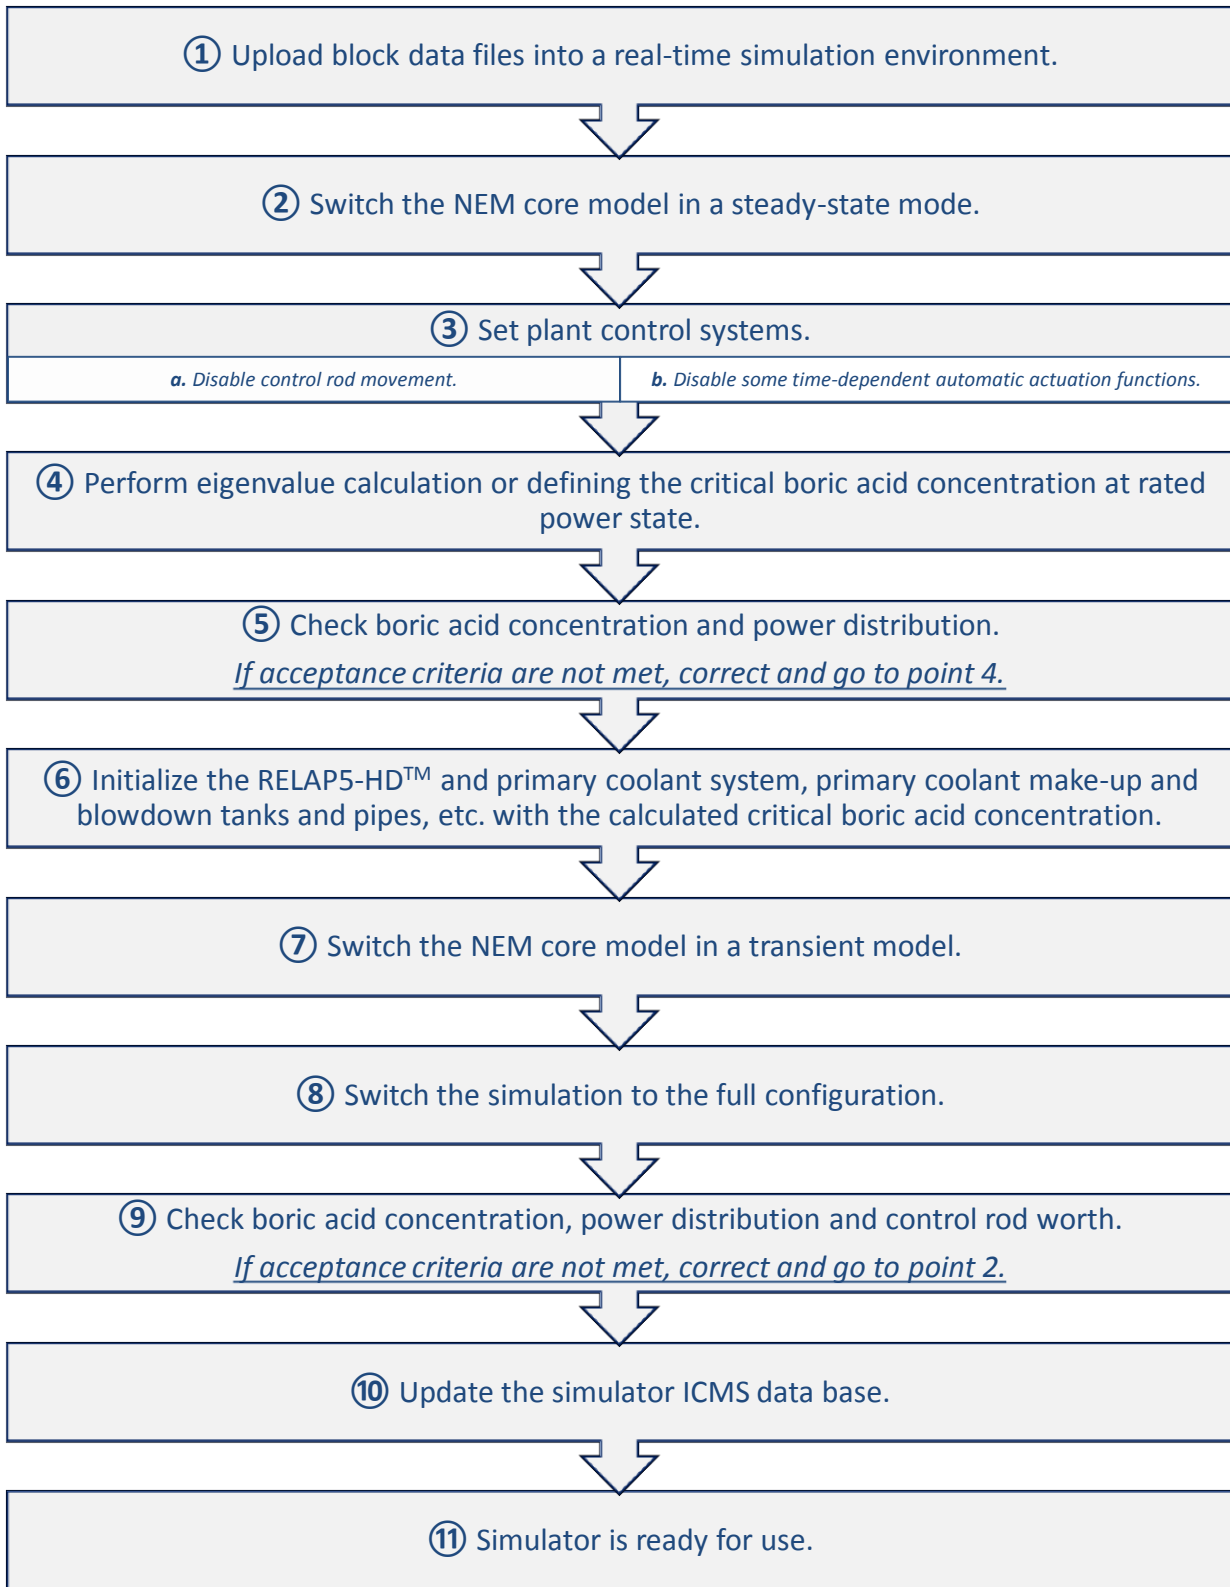 ① Upload block data files into a real-time simulation environment.
② Switch the NEM core model in a steady-state mode.
③ Set plant control systems.
a. Disable control rod movement.
b. Disable some time-dependent automatic actuation functions.
④ Perform eigenvalue calculation or defining the critical boric acid concentration at rated
power state.
⑤ Check boric acid concentration and power distribution.
If acceptance criteria are not met, correct and go to point 4.
⑥ Initialize the RELAP5-HD™ and primary coolant system, primary coolant make-up and
blowdown tanks and pipes, etc. with the calculated critical boric acid concentration.
⑦ Switch the NEM core model in a transient model.
⑧ Switch the simulation to the full configuration.
⑨ Check boric acid concentration, power distribution and control rod worth.
If acceptance criteria are not met, correct and go to point 2.
⑩ Update the simulator ICMS data base.
⑪ Simulator is ready for use.